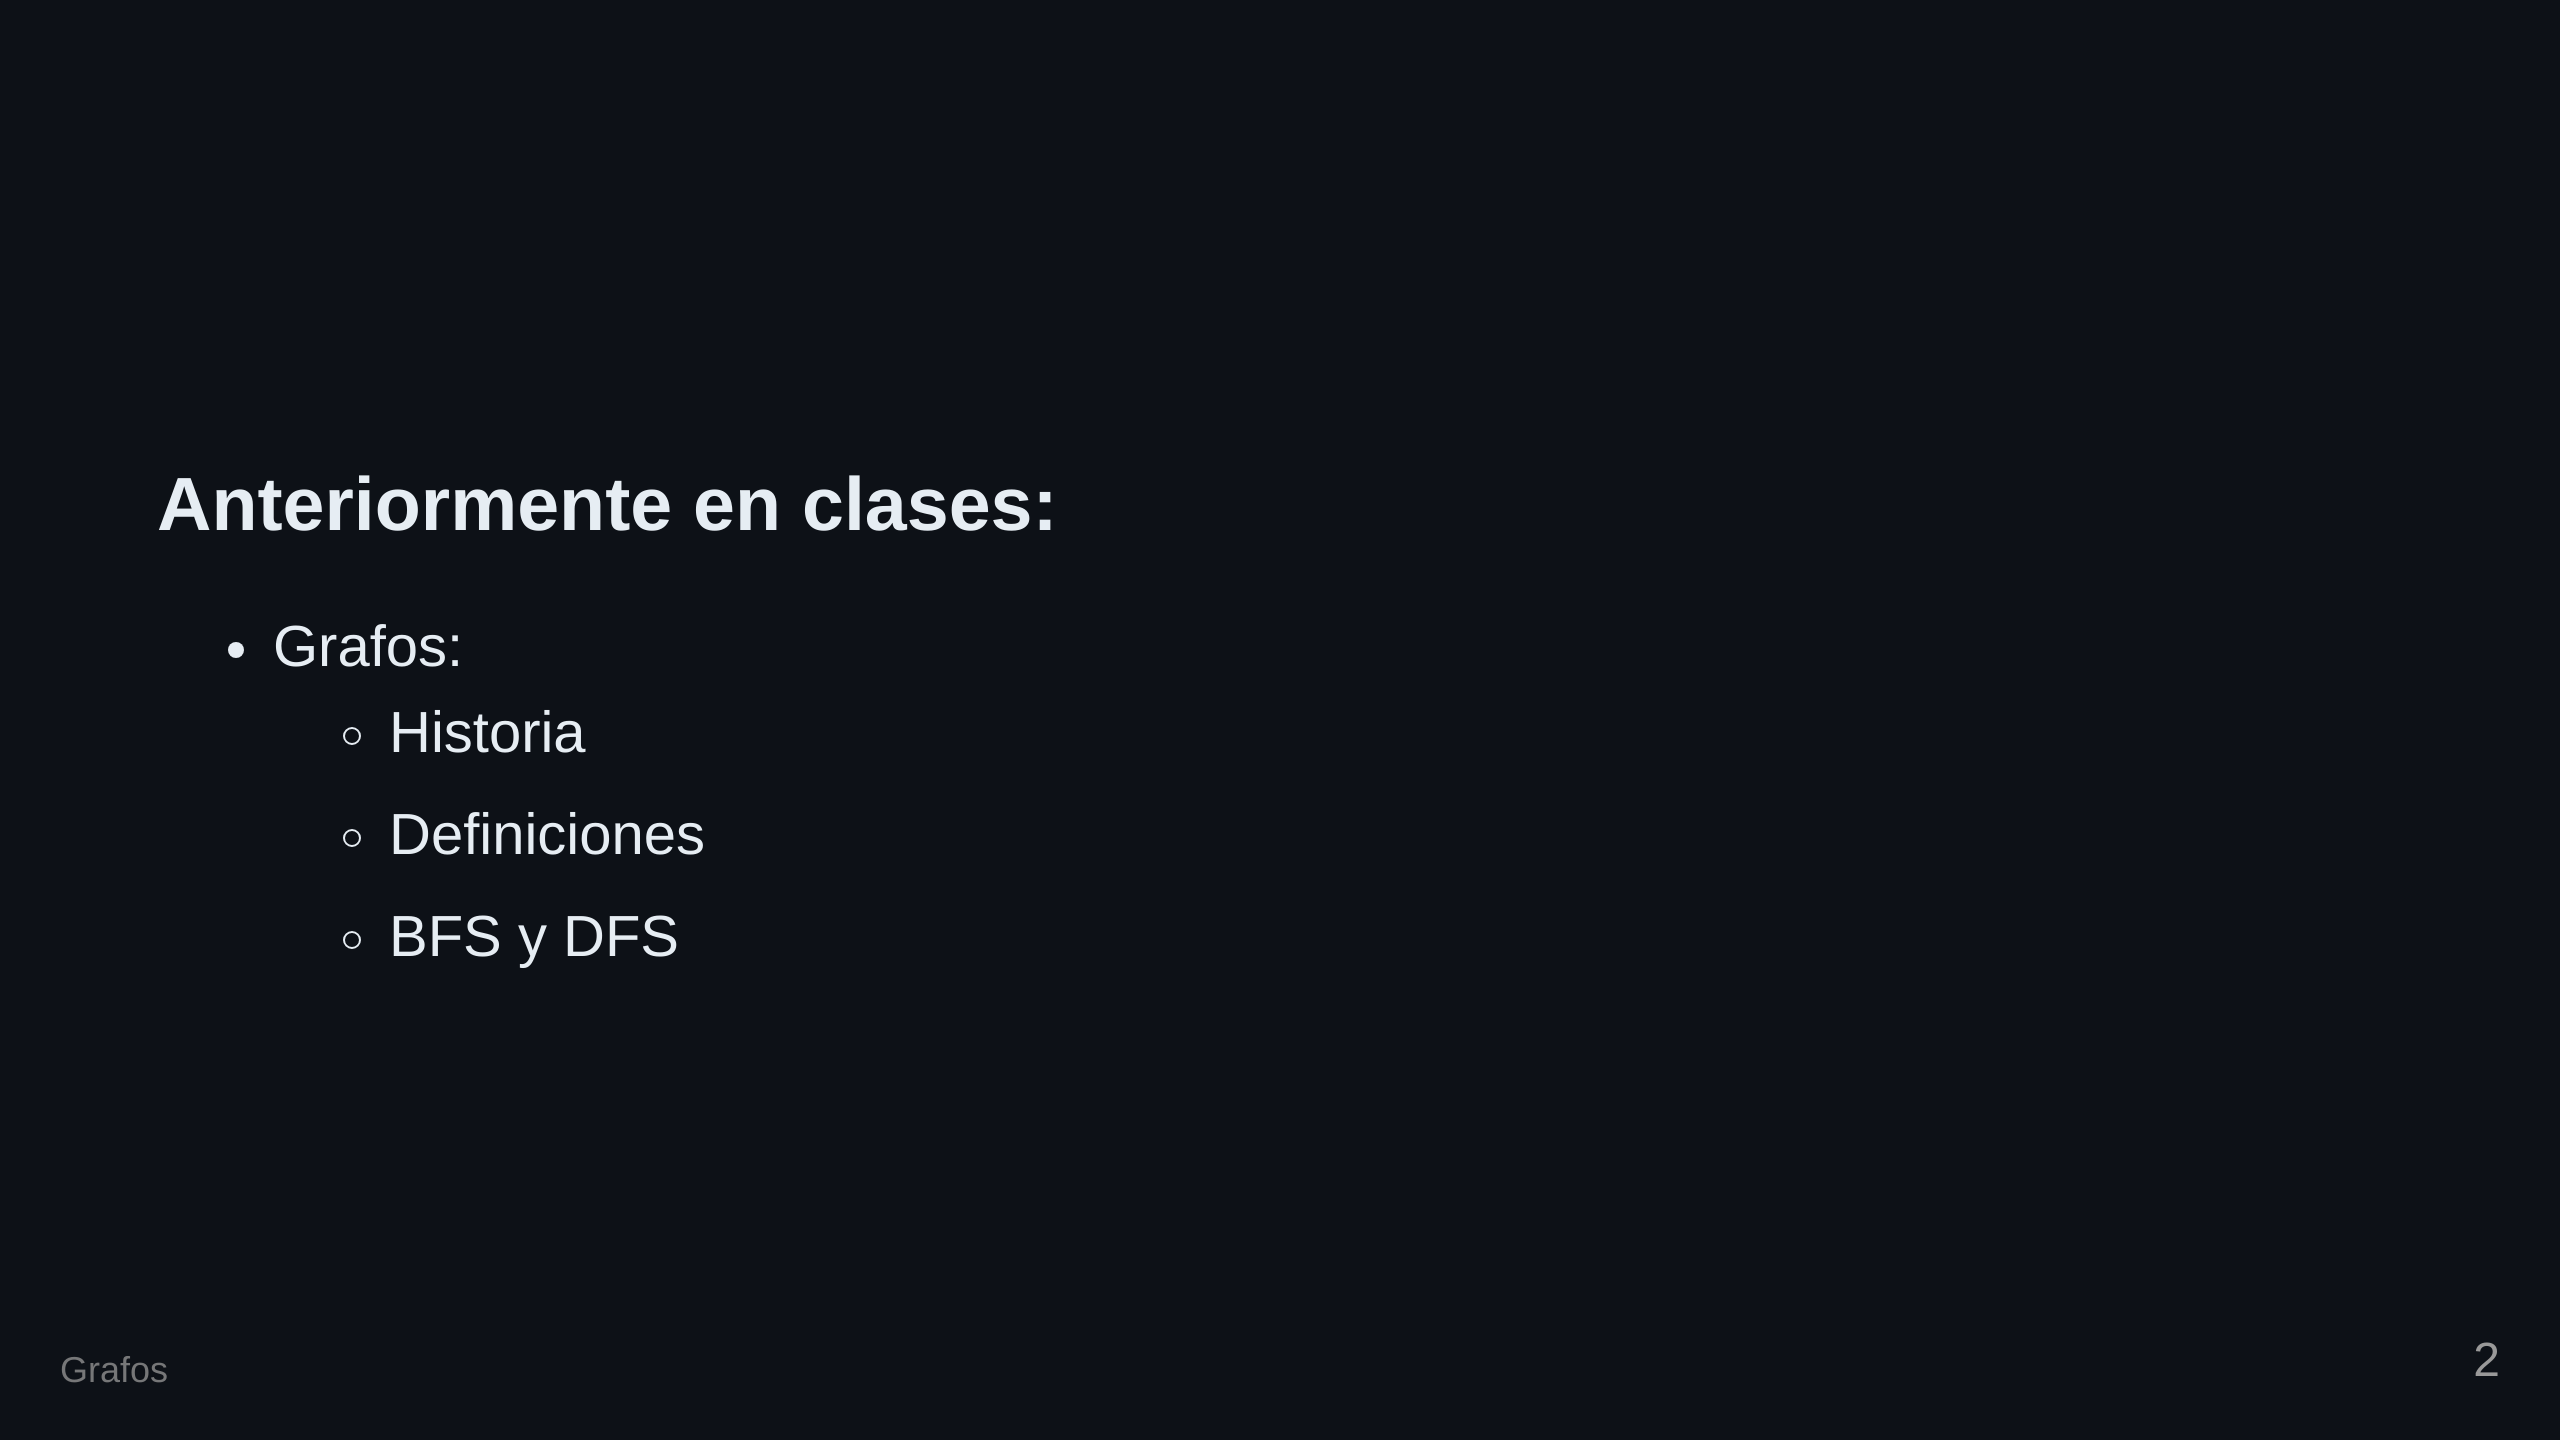 Anteriormente en clases:
Grafos:
Historia
Definiciones
BFS y DFS
Grafos
2